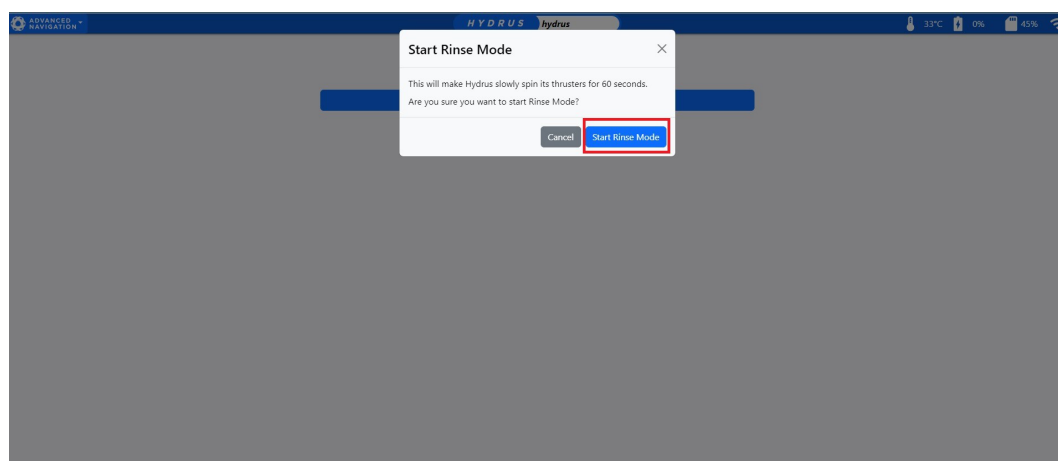 ADVANCED NAVIGATION
HYDRUS hydrus
33°C 0% 45%
Start Rinse Mode
This will make Hydrus slowly spin its thrusters for 60 seconds.
Are you sure you want to start Rinse Mode?
Cancel Start Rinse Mode